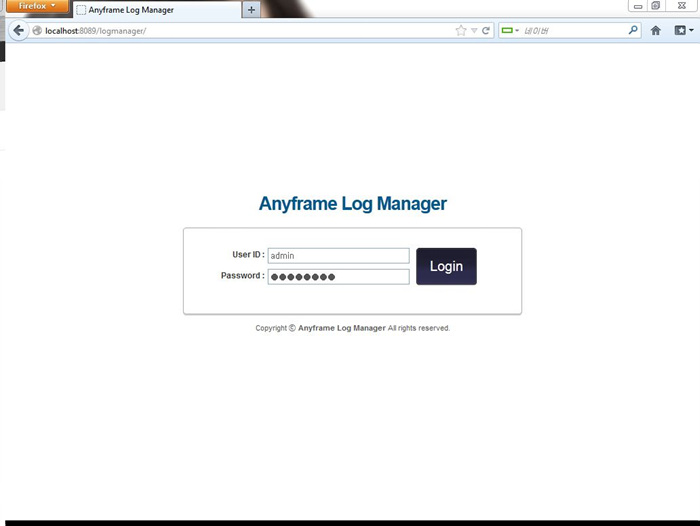 Firefox
Anyframe Log Manager
localhost:8089/logmanager/
네이버
Anyframe Log Manager
User ID : admin
Password : ●●●●●●●●
Login
Copyright © Anyframe Log Manager All rights reserved.